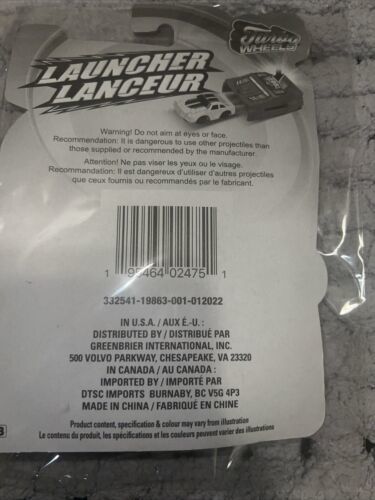 Turbo
WHEELS
LAUNCHER
LANCEUR
Warning! Do not aim at eyes or face.
Recommendation: It is dangerous to use other projectiles than
those supplied or recommended by the manufacturer.
Attention! Ne pas viser les yeux ou le visage.
Recommandation: Il est dangereux d'utiliser d'autres projectiles
que ceux fournis ou recommandés par le fabricant.
1 95464 02475 1
332541-19863-001-012022
IN U.S.A. / AUX É.-U. :
DISTRIBUTED BY / DISTRIBUÉ PAR
GREENBRIER INTERNATIONAL, INC.
500 VOLVO PARKWAY, CHESAPEAKE, VA 23320
IN CANADA / AU CANADA :
IMPORTED BY / IMPORTÉ PAR
DTSC IMPORTS BURNABY, BC V5G 4P3
MADE IN CHINA / FABRIQUÉ EN CHINE
Product content, specification & colour may vary from illustration
Le contenu du produit, les spécifications et les couleurs peuvent varier des illustrations